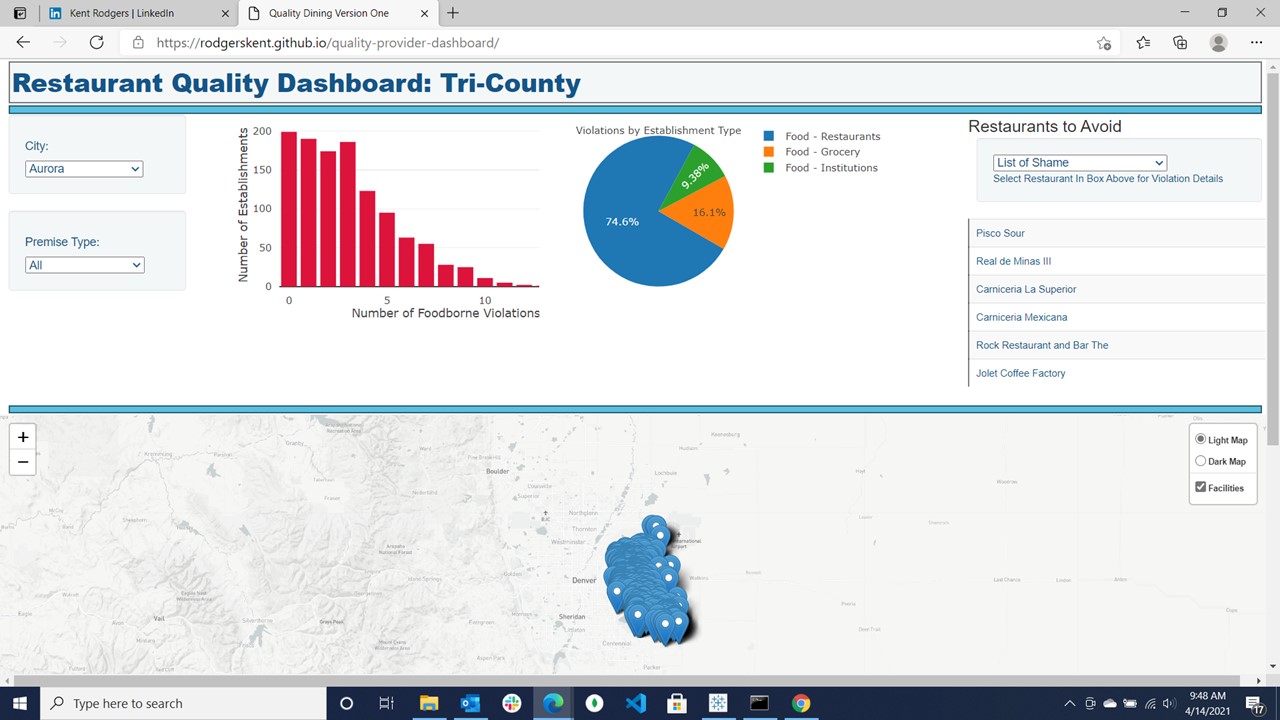 Kent Rodgers | LinkedIn
Quality Dining Version One
https://rodgerskent.github.io/quality-provider-dashboard/
Restaurant Quality Dashboard: Tri-County
City:
Aurora
Premise Type:
All
Number of Establishments
200
150
100
50
0
0
5
10
Number of Foodborne Violations
Violations by Establishment Type
74.6%
9.38%
16.1%
Food - Restaurants
Food - Grocery
Food - Institutions
Restaurants to Avoid
List of Shame
Select Restaurant In Box Above for Violation Details
Pisco Sour
Real de Minas III
Carniceria La Superior
Carniceria Mexicana
Rock Restaurant and Bar The
Jolet Coffee Factory
+
−
Light Map
Dark Map
Facilities
Boulder
Superior
Northglenn
Thornton
Westminster
Denver
Sheridan
Littleton
Centennial
Parker
Vail
Evergreen
Type here to search
9:48 AM
4/14/2021
17